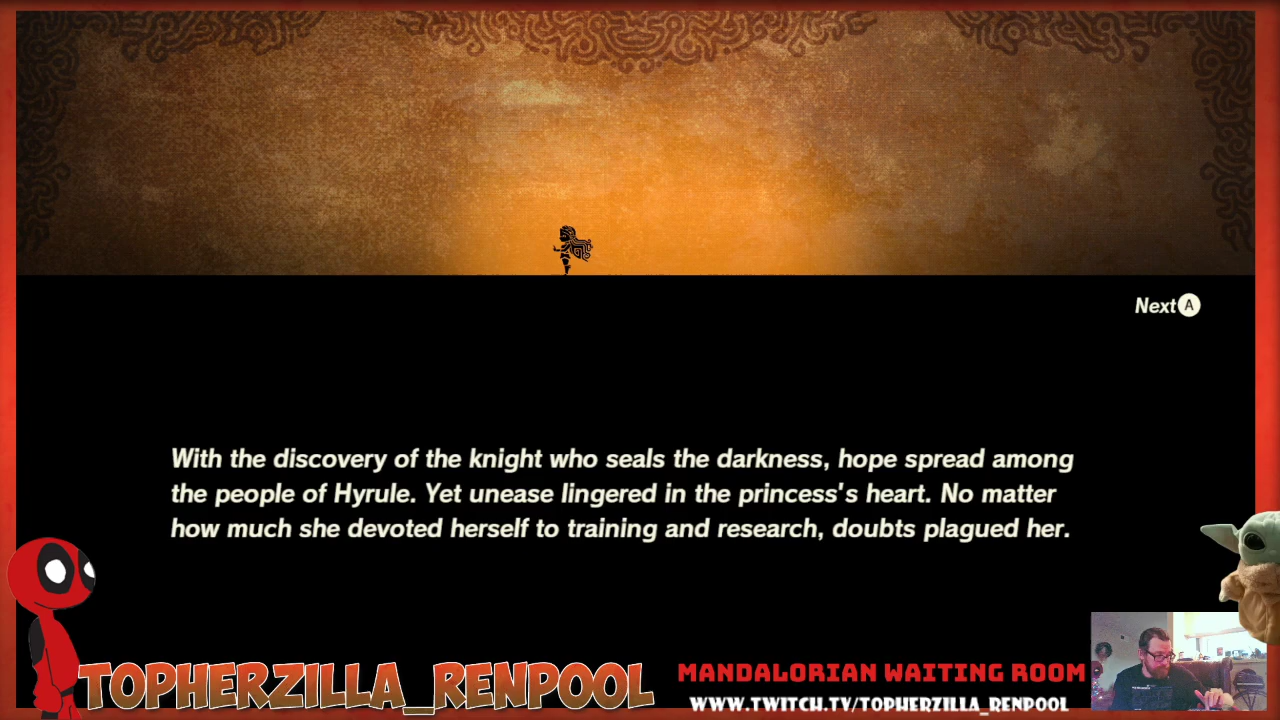 Next A
With the discovery of the knight who seals the darkness, hope spread among
the people of Hyrule. Yet unease lingered in the princess's heart. No matter
how much she devoted herself to training and research, doubts plagued her.
TOPHERZILLA_RENPOOL
MANDALORIAN WAITING ROOM
WWW.TWITCH.TV/TOPHERZILLA_RENPOOL